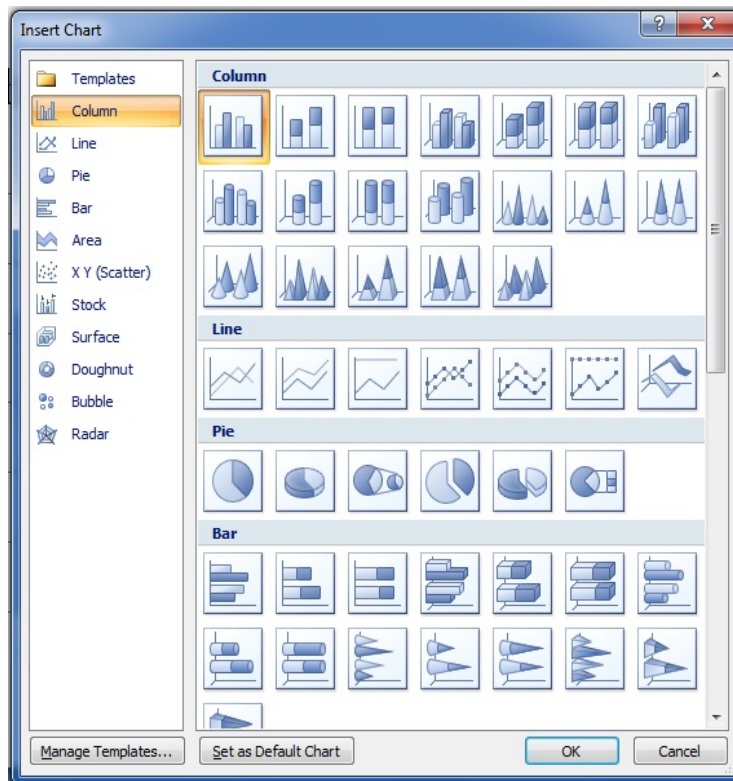 Insert Chart
Templates
Column
Line
Pie
Bar
Area
X Y (Scatter)
Stock
Surface
Doughnut
Bubble
Radar
Column
Line
Pie
Bar
Manage Templates...
Set as Default Chart
OK
Cancel